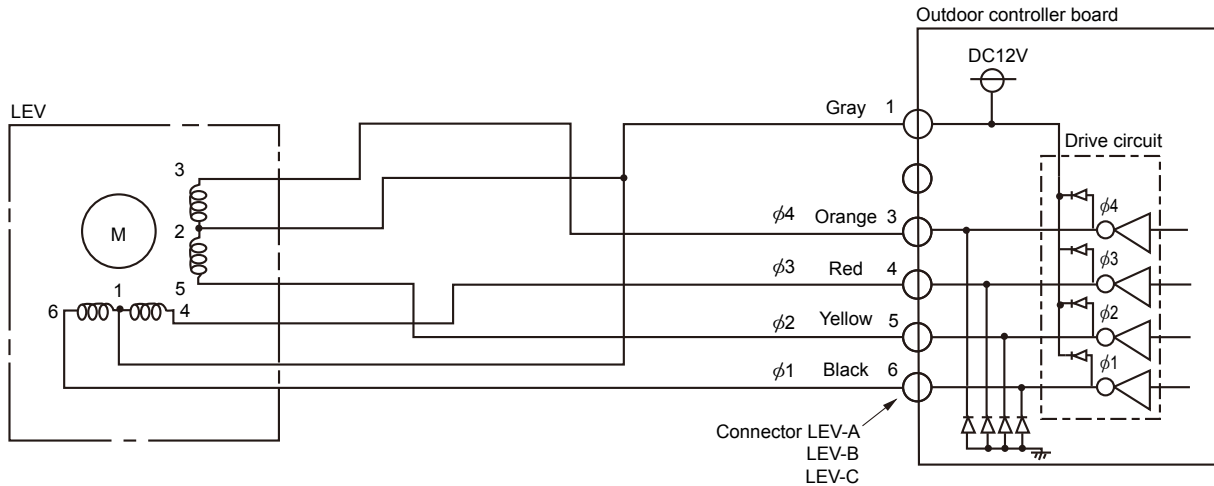 Outdoor controller board
DC12V
LEV
Gray 1
Drive circuit
3
ϕ4
ϕ4 Orange 3
2
M
ϕ3
ϕ3 Red 4
5
1
6
4
ϕ2
ϕ2 Yellow 5
ϕ1
ϕ1 Black 6
Connector LEV-A
LEV-B
LEV-C